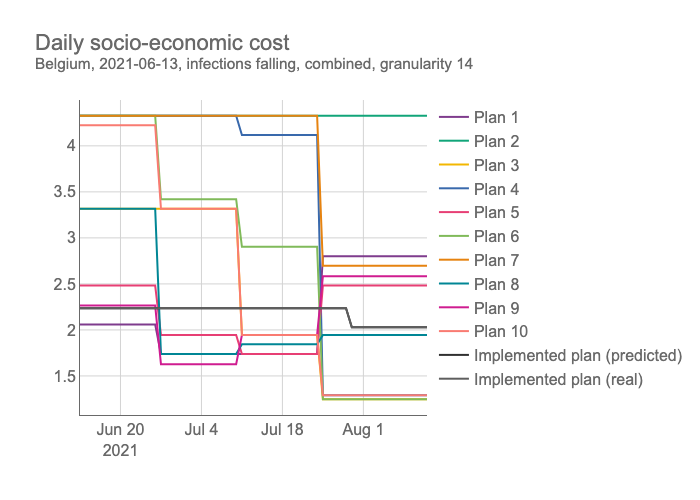 Daily socio-economic cost
Belgium, 2021-06-13, infections falling, combined, granularity 14
4
3.5
3
2.5
2
1.5
Jun 20
2021
Jul 4
Jul 18
Aug 1
Plan 1
Plan 2
Plan 3
Plan 4
Plan 5
Plan 6
Plan 7
Plan 8
Plan 9
Plan 10
Implemented plan (predicted)
Implemented plan (real)